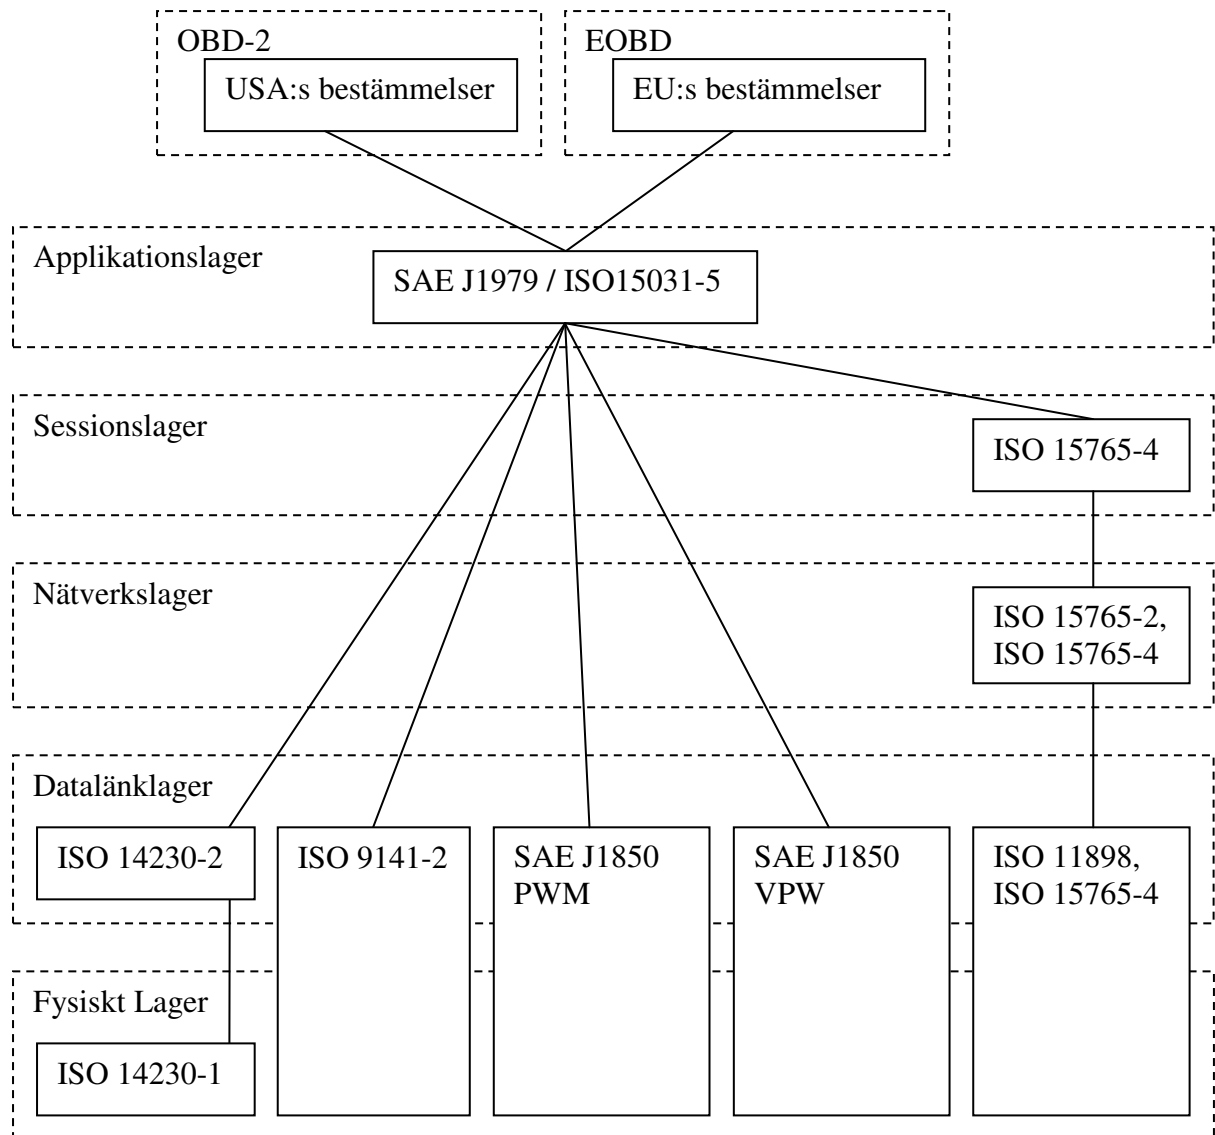 OBD-2
USA:s bestämmelser
EOBD
EU:s bestämmelser
Applikationslager
SAE J1979 / ISO15031-5
Sessionslager
ISO 15765-4
Nätverkslager
ISO 15765-2,
ISO 15765-4
Datalänklager
ISO 14230-2
ISO 9141-2
SAE J1850
PWM
SAE J1850
VPW
ISO 11898,
ISO 15765-4
Fysiskt Lager
ISO 14230-1